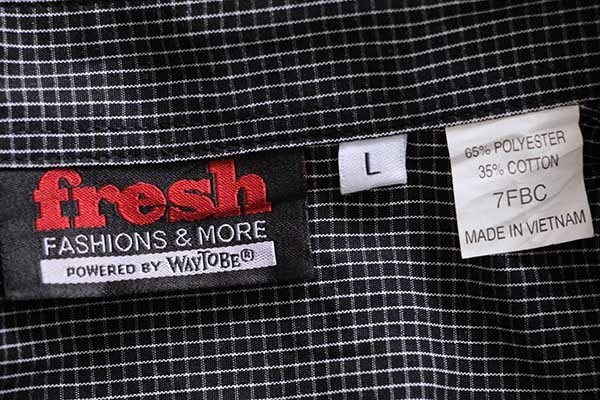 fresh
FASHIONS & MORE
POWERED BY WAYTOBE®
L
65% POLYESTER
35% COTTON
7FBC
MADE IN VIETNAM